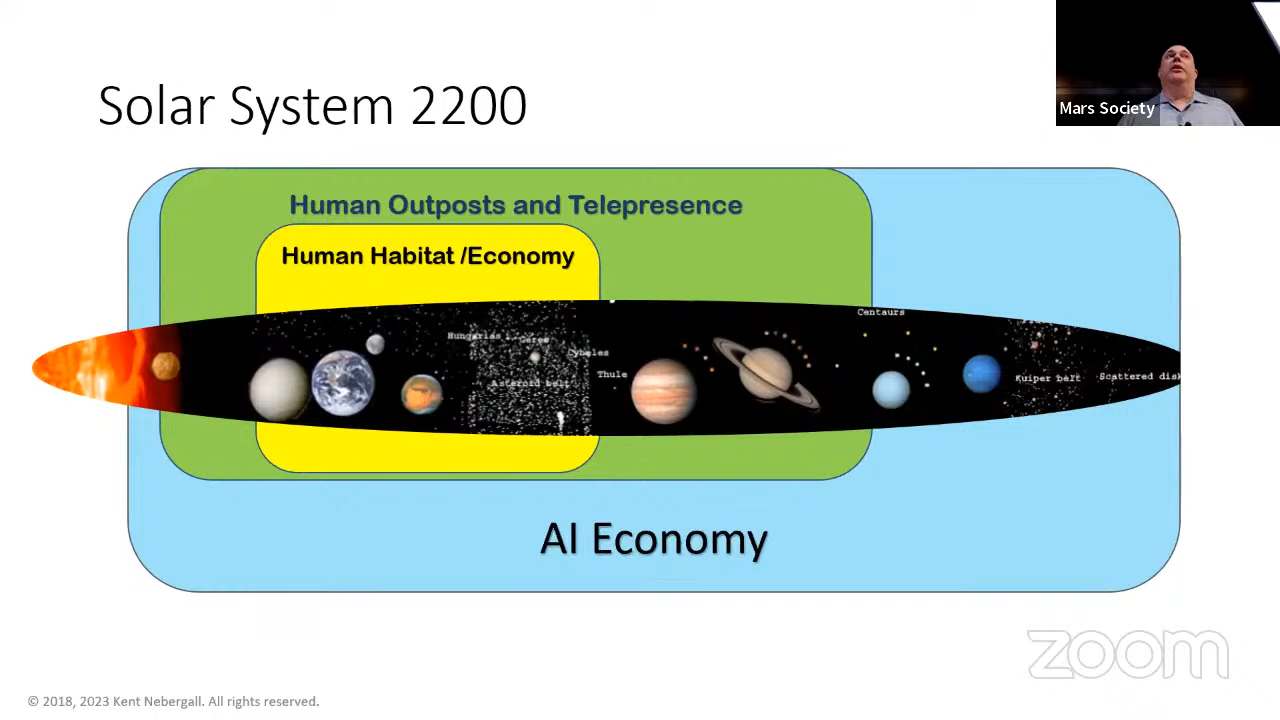 Solar System 2200
Mars Society
Human Outposts and Telepresence
Human Habitat /Economy
Centaurs
Hungarias
Ceres
Cybeles
Thule
Asteroid belt
Kuiper belt
Scattered disk
AI Economy
zoom
© 2018, 2023 Kent Nebergall. All rights reserved.